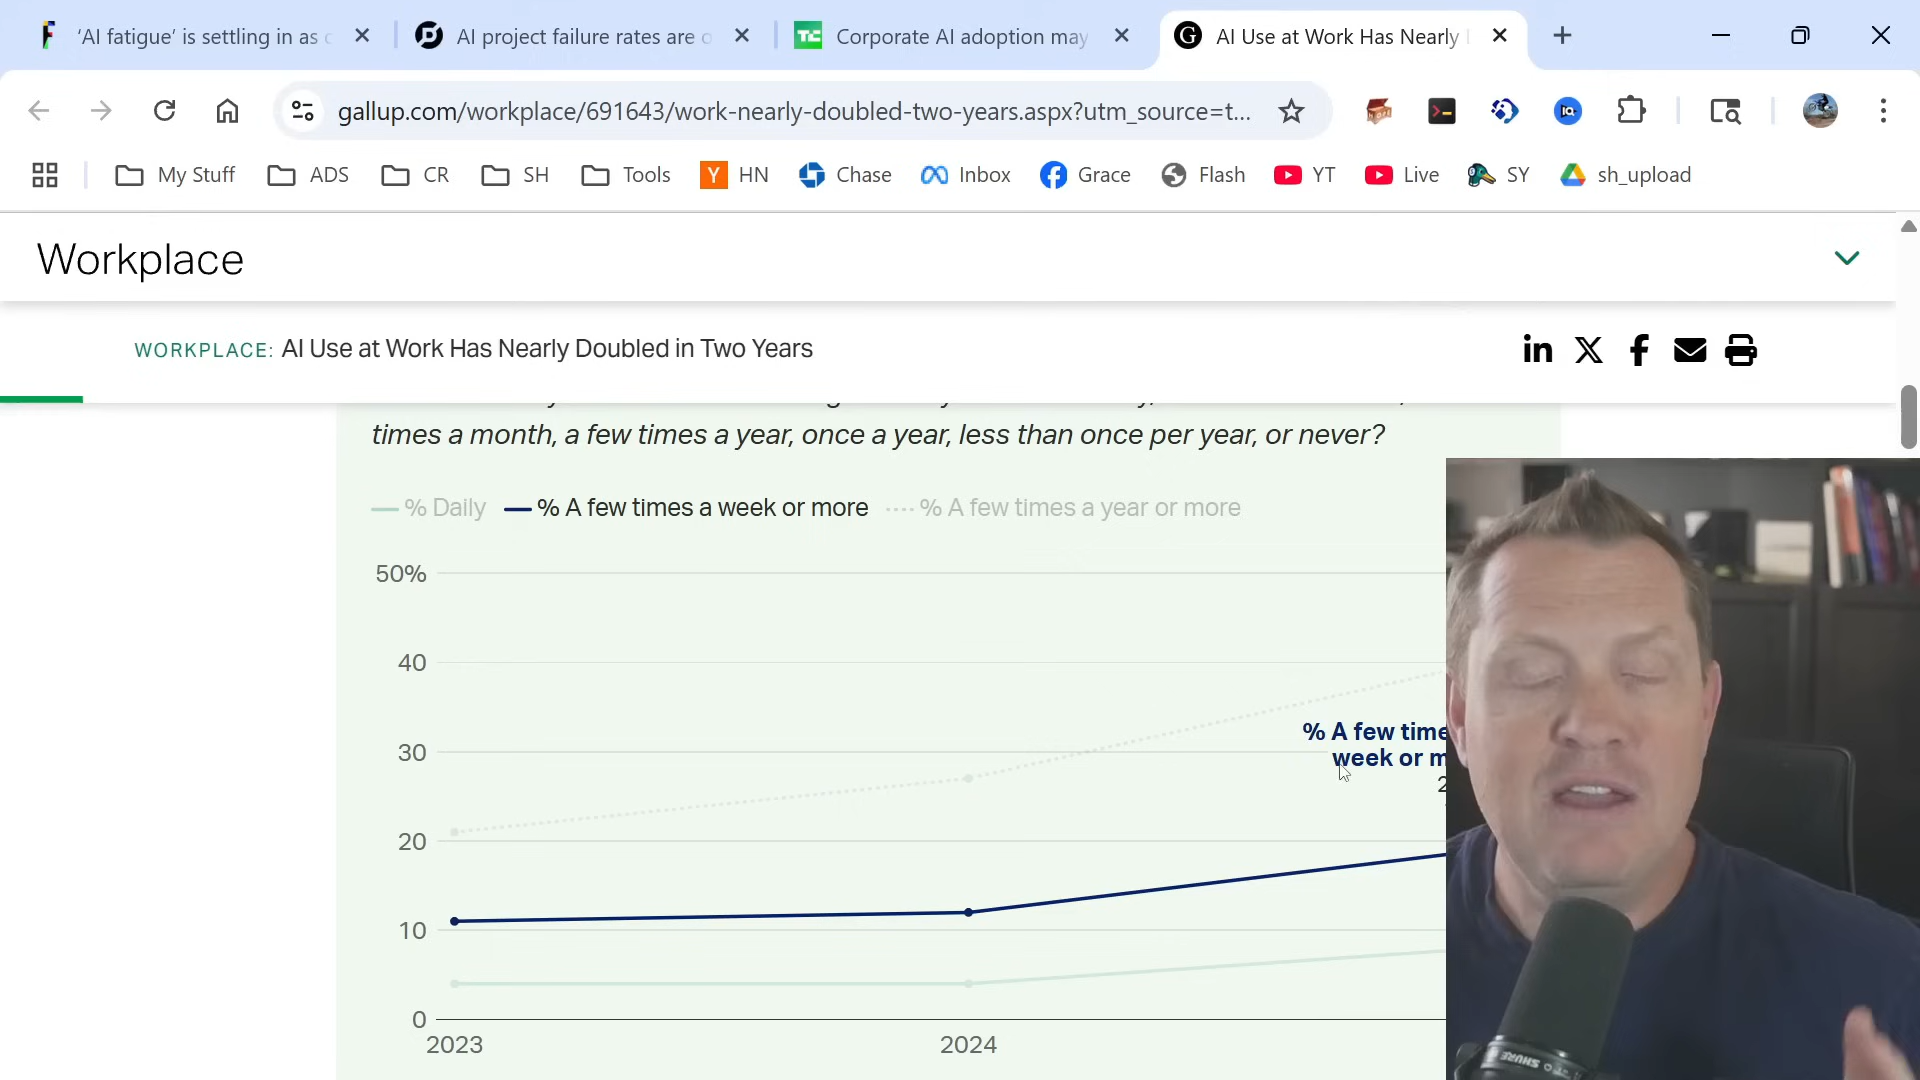 'AI fatigue' is settling in as
AI project failure rates are
Corporate AI adoption may
AI Use at Work Has Nearly
gallup.com/workplace/691643/work-nearly-doubled-two-years.aspx?utm_source=t...
My Stuff
ADS
CR
SH
Tools
HN
Chase
Inbox
Grace
Flash
YT
Live
SY
sh_upload
Workplace
WORKPLACE: AI Use at Work Has Nearly Doubled in Two Years
times a month, a few times a year, once a year, less than once per year, or never?
% Daily
% A few times a week or more
% A few times a year or more
50%
40
30
20
10
0
% A few time
week or m
2
2023
2024
SHURE